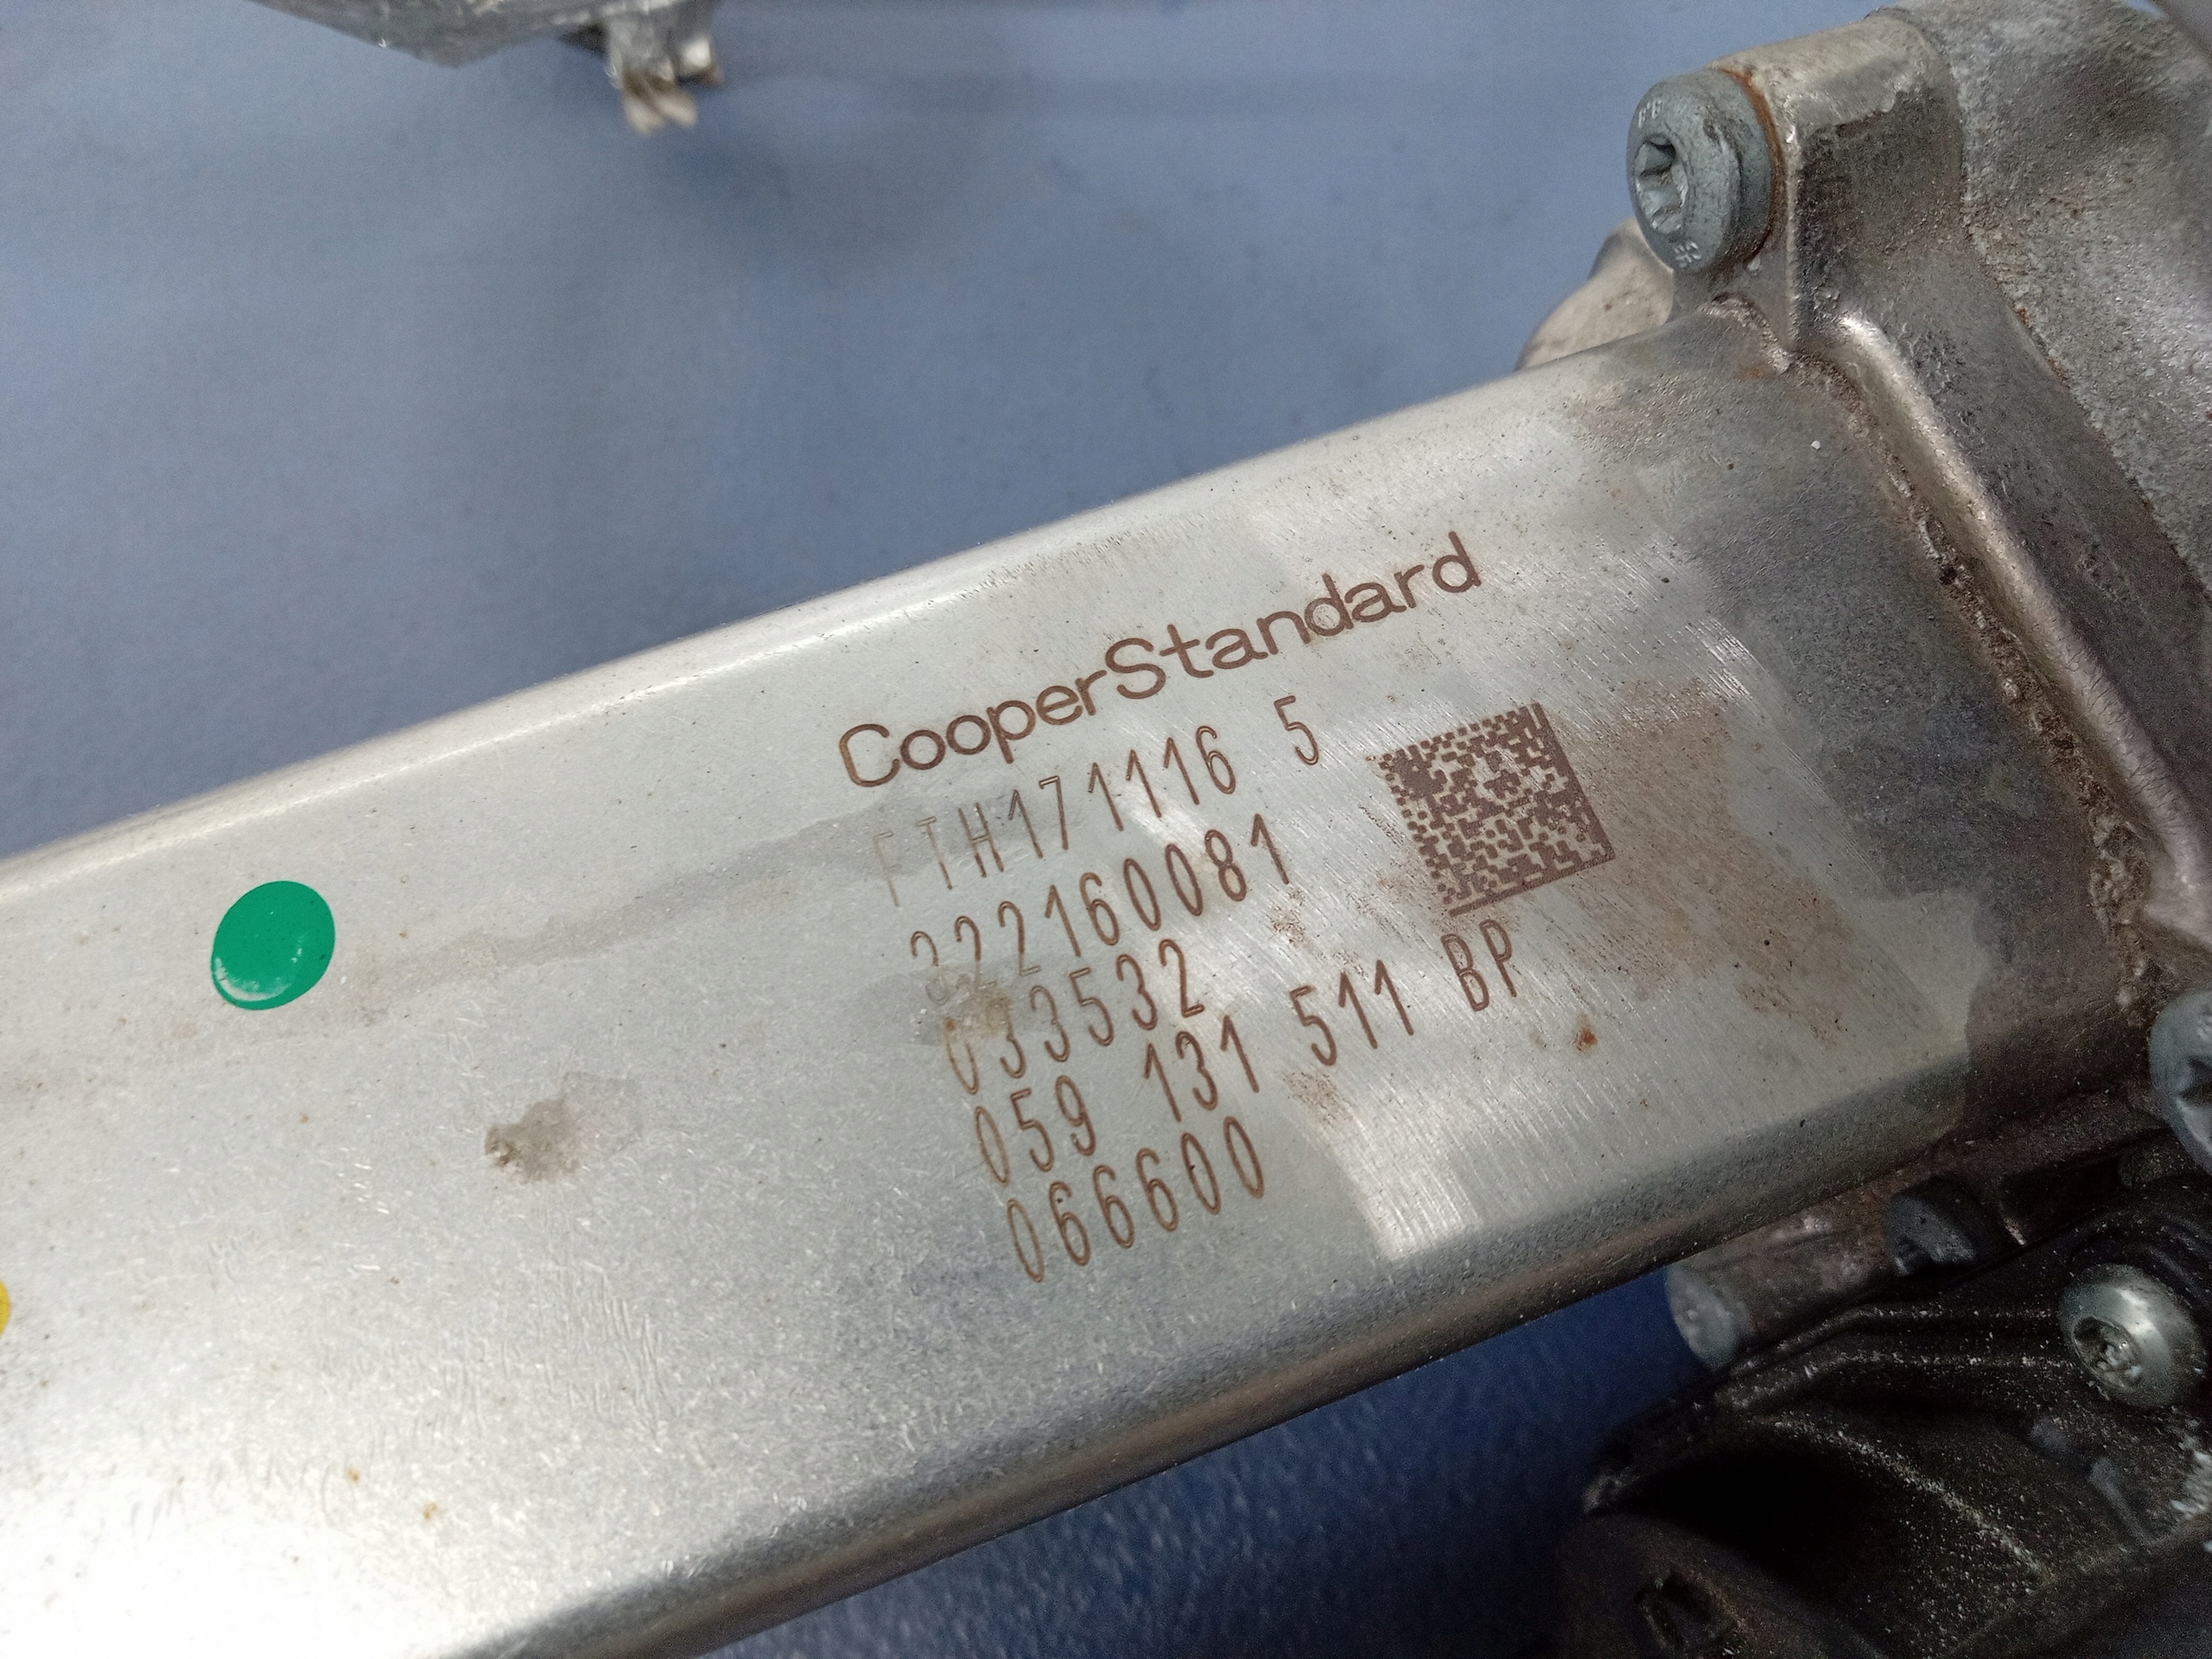 CooperStandard
FTH171116 5
322160081
033532
059 131 511 BP
066600